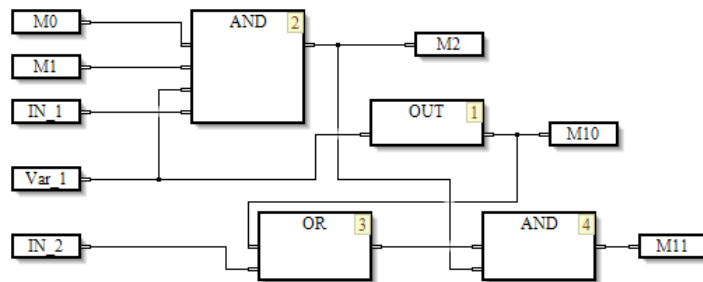 M0
AND 2
M2
M1
IN_1
OUT 1
M10
Var_1
OR 3
AND 4
IN_2
M11